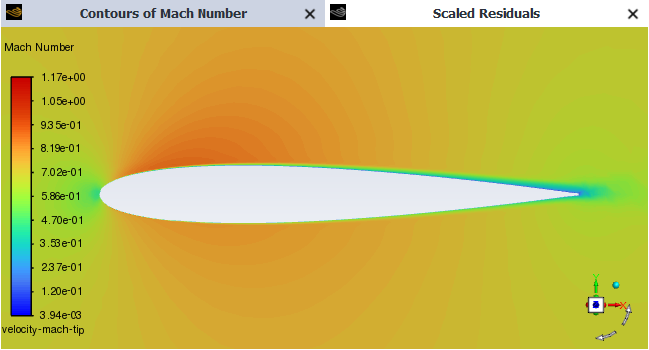 Contours of Mach Number
Scaled Residuals
Mach Number
1.17e+00
1.05e+00
9.35e-01
8.19e-01
7.02e-01
5.86e-01
4.70e-01
3.53e-01
2.37e-01
1.20e-01
3.94e-03
velocity-mach-tip
Y
X